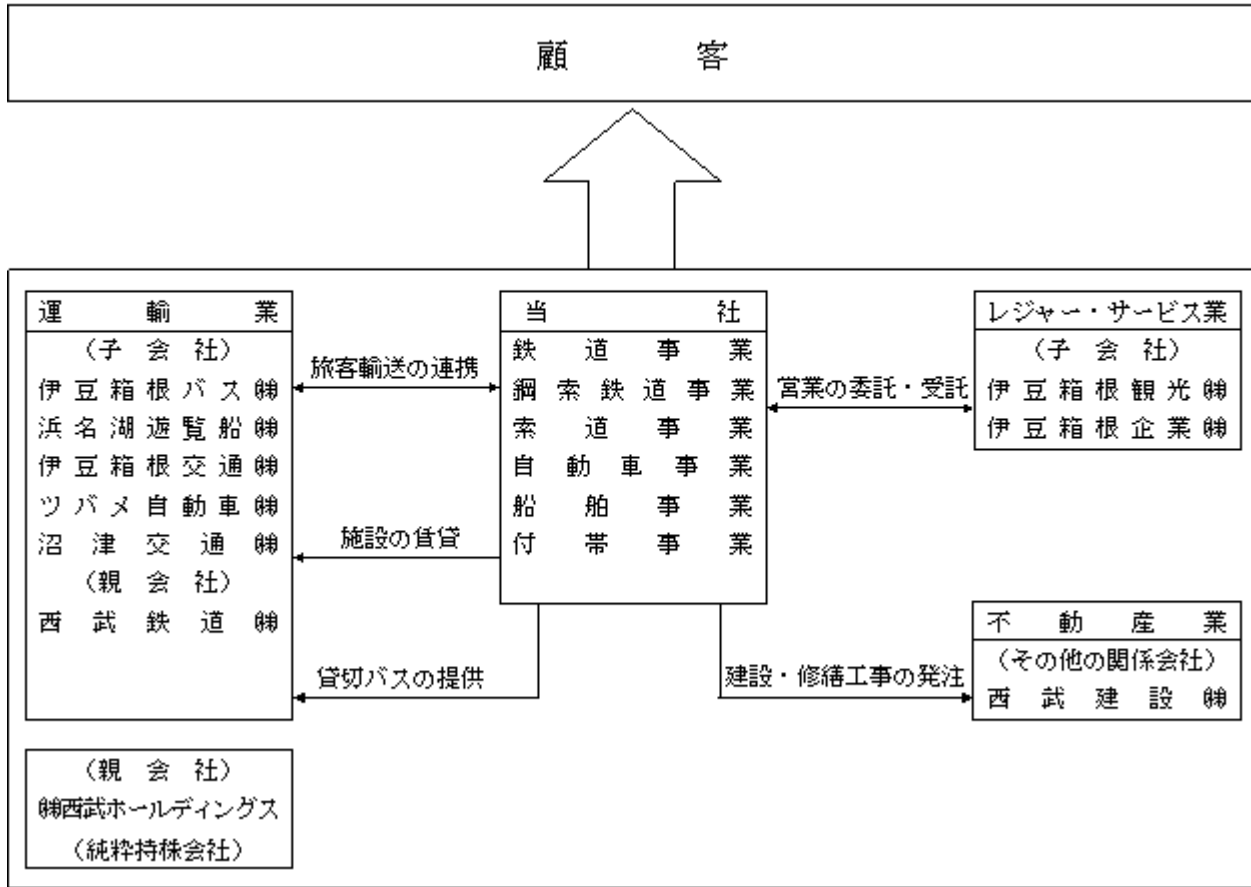 顧客
運輸業
(子会社)
伊豆箱根バス㈱
浜名湖遊覧船㈱
伊豆箱根交通㈱
ツバメ自動車㈱
沼津交通㈱
(親会社)
西武鉄道㈱
(親会社)
㈱西武ホールディングス
(純粋持株会社)
旅客輸送の連携
施設の賃貸
貸切バスの提供
当社
鉄道事業
鋼索鉄道事業
索道事業
自動車事業
船舶事業
付帯事業
営業の委託・受託
建設・修繕工事の発注
レジャー・サービス業
(子会社)
伊豆箱根観光㈱
伊豆箱根企業㈱
不動産業
(その他の関係会社)
西武建設㈱